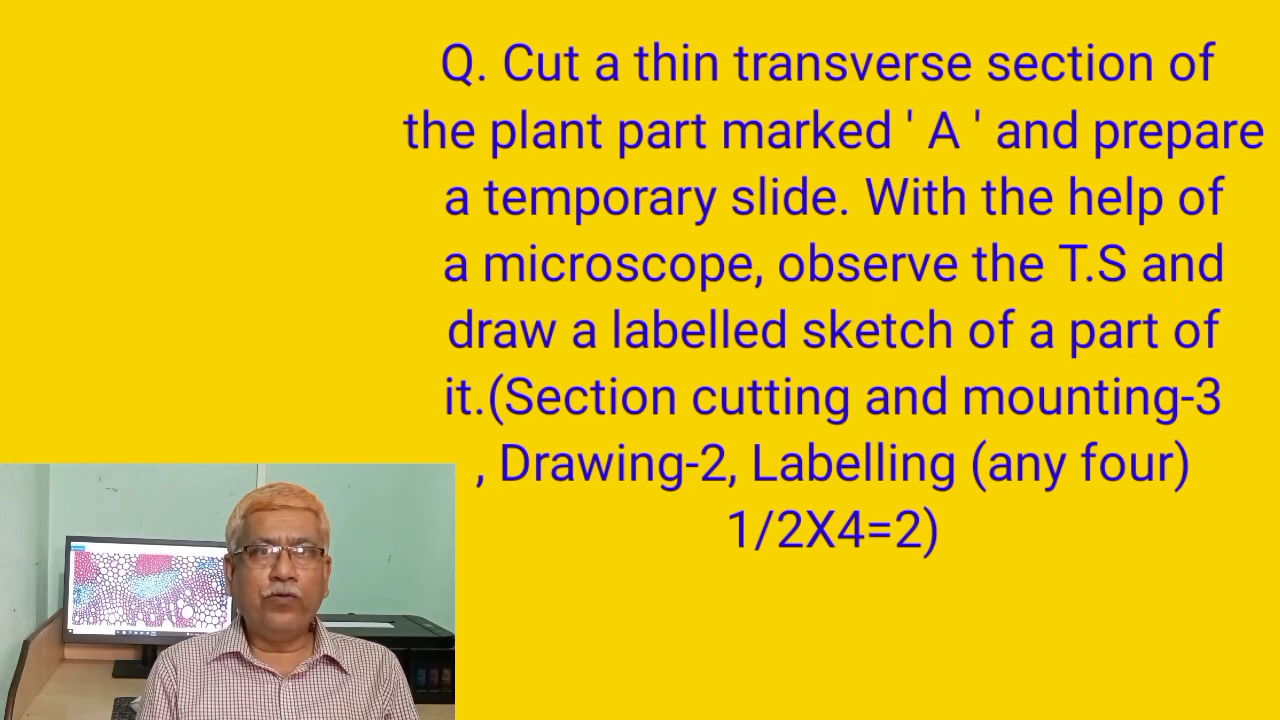 Q. Cut a thin transverse section of
the plant part marked ' A ' and prepare
a temporary slide. With the help of
a microscope, observe the T.S and
draw a labelled sketch of a part of
it.(Section cutting and mounting-3
, Drawing-2, Labelling (any four)
1/2X4=2)